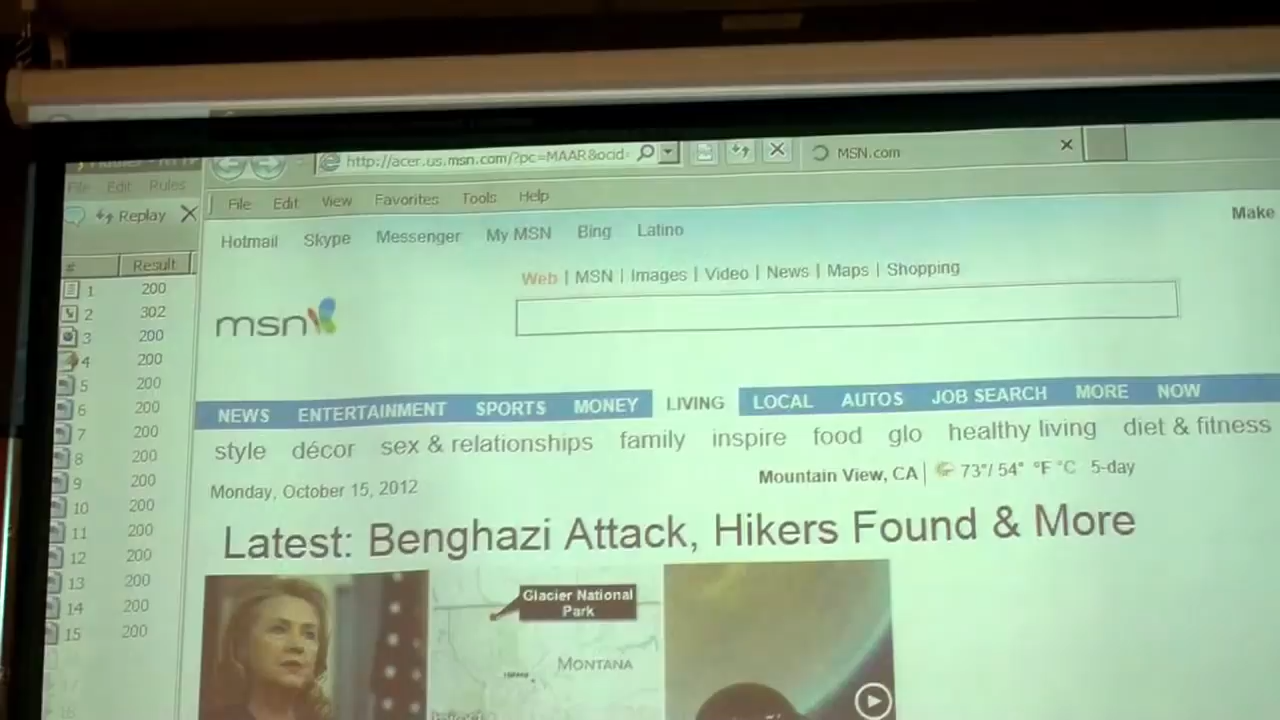 http://acer.us.msn.com/?pc=MAAR&ocid=
MSN.com
File Edit Rules
File Edit View Favorites Tools Help
Replay
Hotmail Skype Messenger My MSN Bing Latino
Make
# Result
Web | MSN | Images | Video | News | Maps | Shopping
1 200
2 302
3 200
4 200
5 200
6 200
7 200
8 200
9 200
10 200
11 200
12 200
13 200
14 200
15 200
msn
NEWS ENTERTAINMENT SPORTS MONEY LIVING LOCAL AUTOS JOB SEARCH MORE NOW
style décor sex & relationships family inspire food glo healthy living diet & fitness
Monday, October 15, 2012
Mountain View, CA | 73°/ 54° °F °C 5-day
Latest: Benghazi Attack, Hikers Found & More
Glacier National
Park
MONTANA